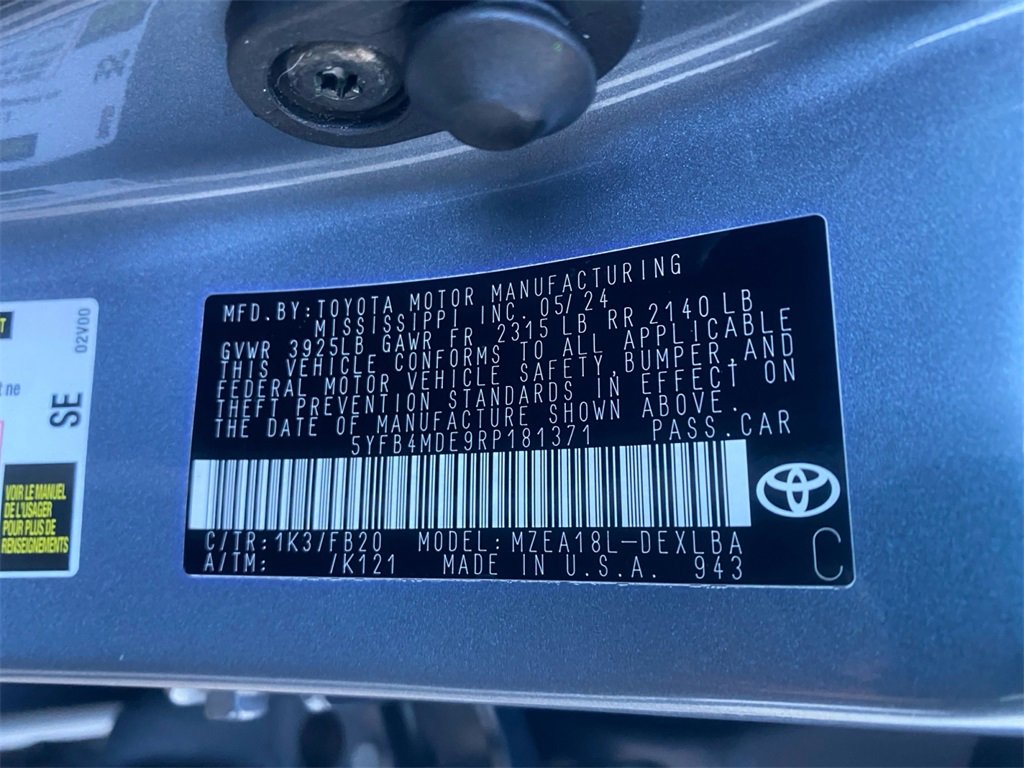 MFD.BY:TOYOTA MOTOR MANUFACTURING
MISSISSIPPI INC. 05/24
GVWR 3925LB GAWR FR 2315 LB RR 2140 LB
THIS VEHICLE CONFORMS TO ALL APPLICABLE
FEDERAL MOTOR VEHICLE SAFETY,BUMPER,AND
THEFT PREVENTION STANDARDS IN EFFECT ON
THE DATE OF MANUFACTURE SHOWN ABOVE.
5YFB4MDE9RP181371 PASS.CAR
C/TR:1K3/FB20 MODEL:MZEA18L-DEXLBA
A/TM: /K121 MADE IN U.S.A. 943
C
02V00
SE
VOIR LE MANUEL
DE L'USAGER
POUR PLUS DE
RENSEIGNEMENTS